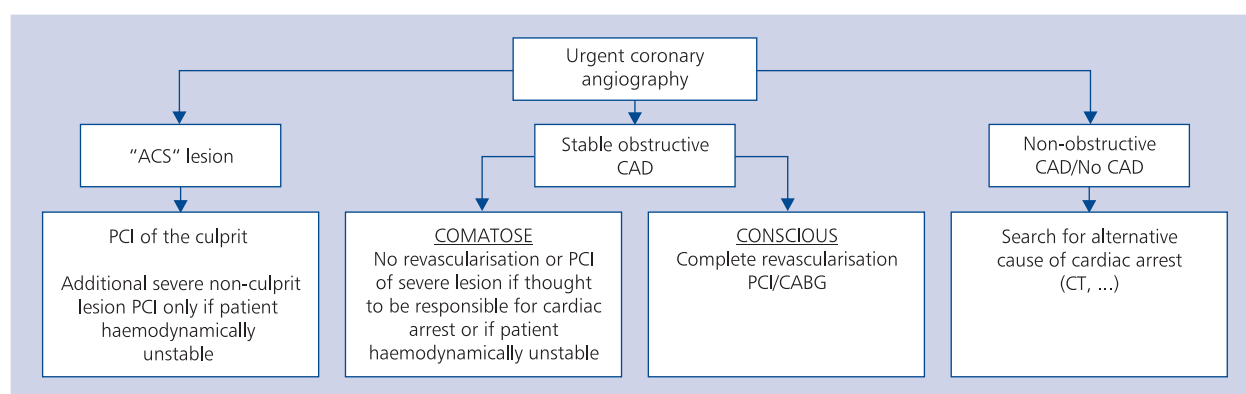 Urgent coronary
angiography
“ACS“ lesion
Stable obstructive
CAD
Non-obstructive
CAD/No CAD
PCI of the culprit
Additional severe non-culprit
lesion PCI only if patient
haemodynamically
unstable
COMATOSE
No revascularisation or PCI
of severe lesion if thought
to be responsible for cardiac
arrest or if patient
haemodynamically unstable
CONSCIOUS
Complete revascularisation
PCI/CABG
Search for alternative
cause of cardiac arrest
(CT, ...)